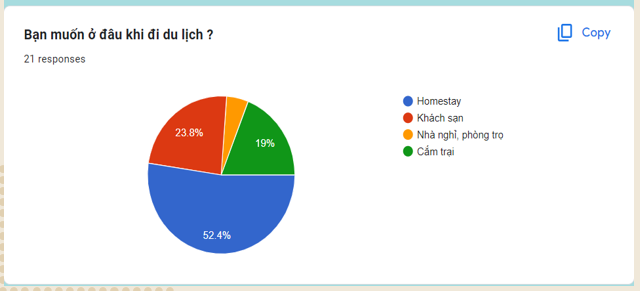 Bạn muốn ở đâu khi đi du lịch ?
Copy
21 responses
Homestay
Khách sạn
Nhà nghỉ, phòng trọ
Cắm trại
23.8%
19%
52.4%